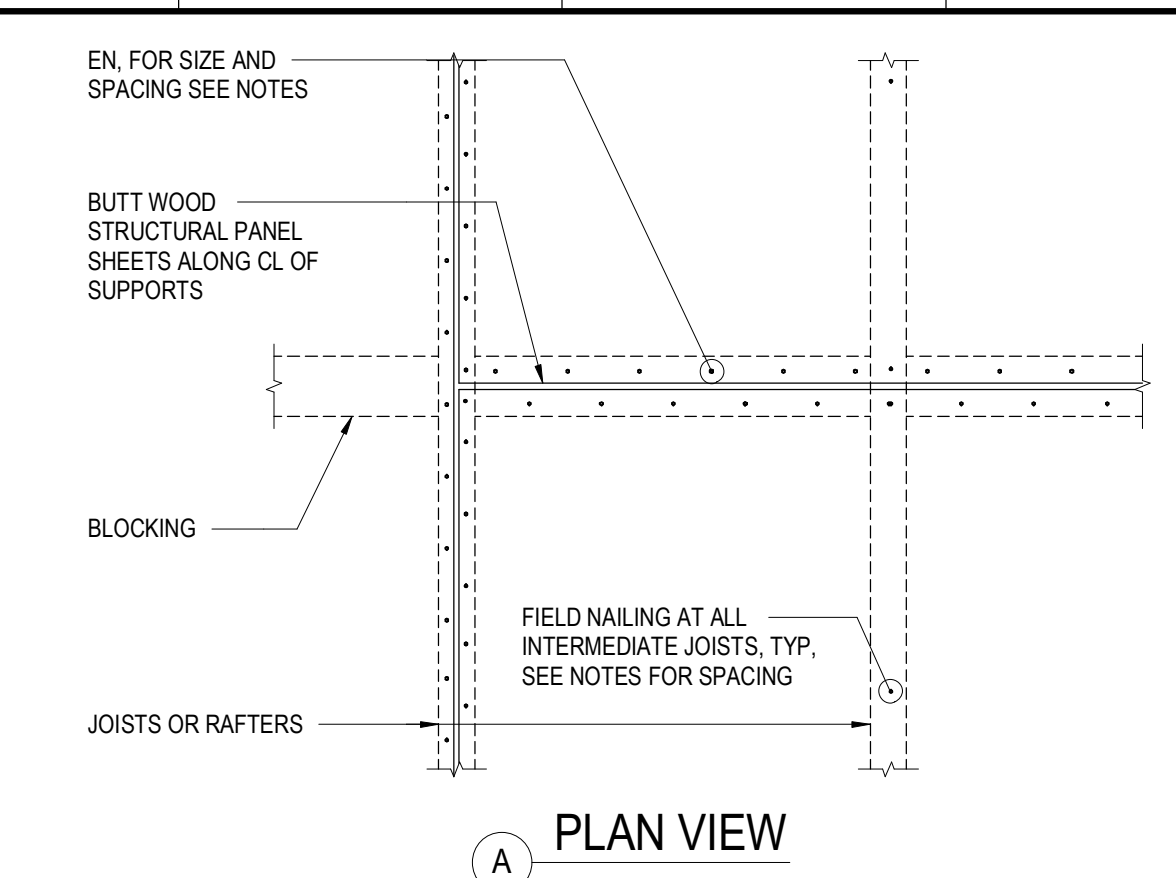 EN, FOR SIZE AND
SPACING SEE NOTES
BUTT WOOD
STRUCTURAL PANEL
SHEETS ALONG CL OF
SUPPORTS
BLOCKING
FIELD NAILING AT ALL
INTERMEDIATE JOISTS, TYP,
SEE NOTES FOR SPACING
JOISTS OR RAFTERS
A PLAN VIEW